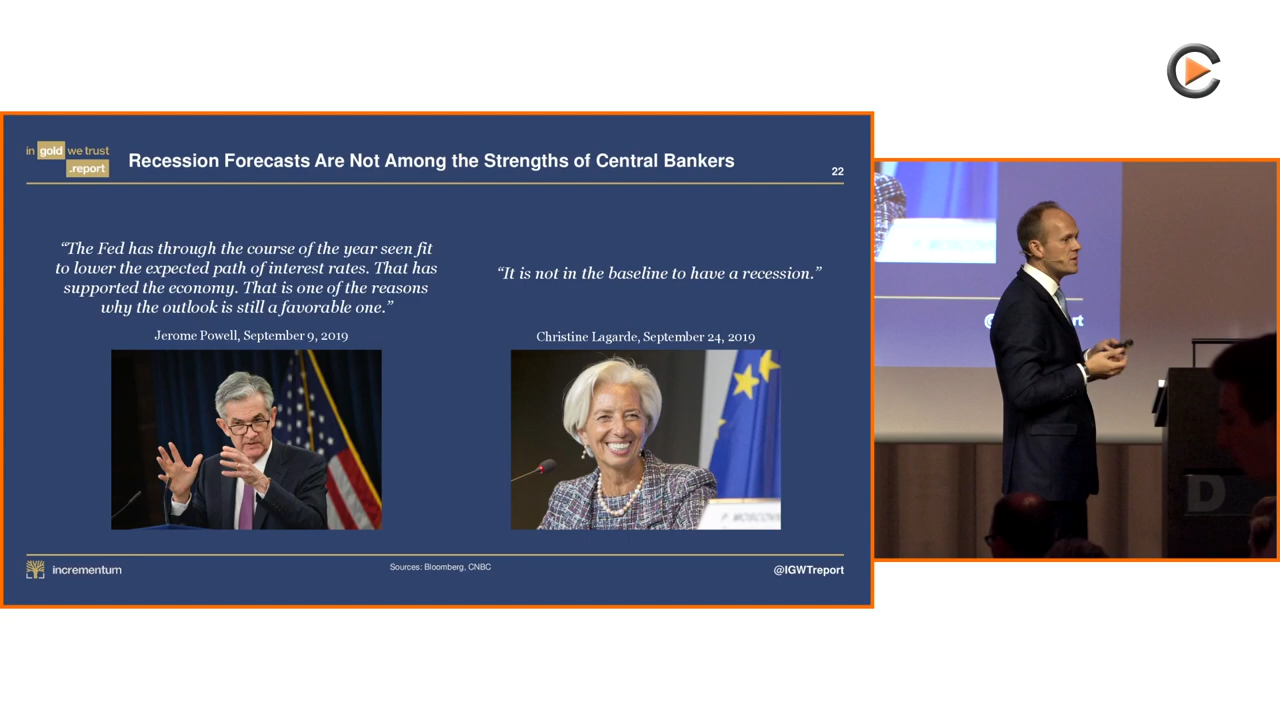 in gold we trust
.report
Recession Forecasts Are Not Among the Strengths of Central Bankers
22
“The Fed has through the course of the year seen fit
to lower the expected path of interest rates. That has
supported the economy. That is one of the reasons
why the outlook is still a favorable one.”
Jerome Powell, September 9, 2019
“It is not in the baseline to have a recession.”
Christine Lagarde, September 24, 2019
incrementum
Sources: Bloomberg, CNBC
@IGWTreport
D